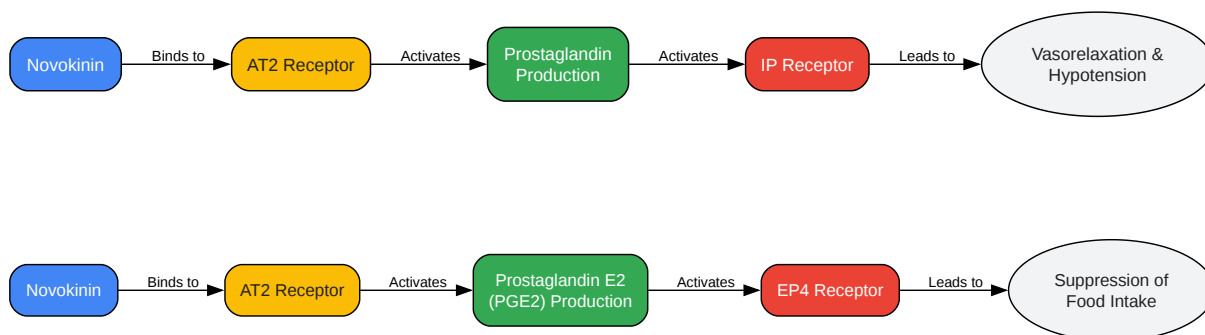 Novokinin
Binds to
AT2 Receptor
Activates
Prostaglandin
Production
Activates
IP Receptor
Leads to
Vasorelaxation &
Hypotension
Novokinin
Binds to
AT2 Receptor
Activates
Prostaglandin E2
(PGE2) Production
Activates
EP4 Receptor
Leads to
Suppression of
Food Intake